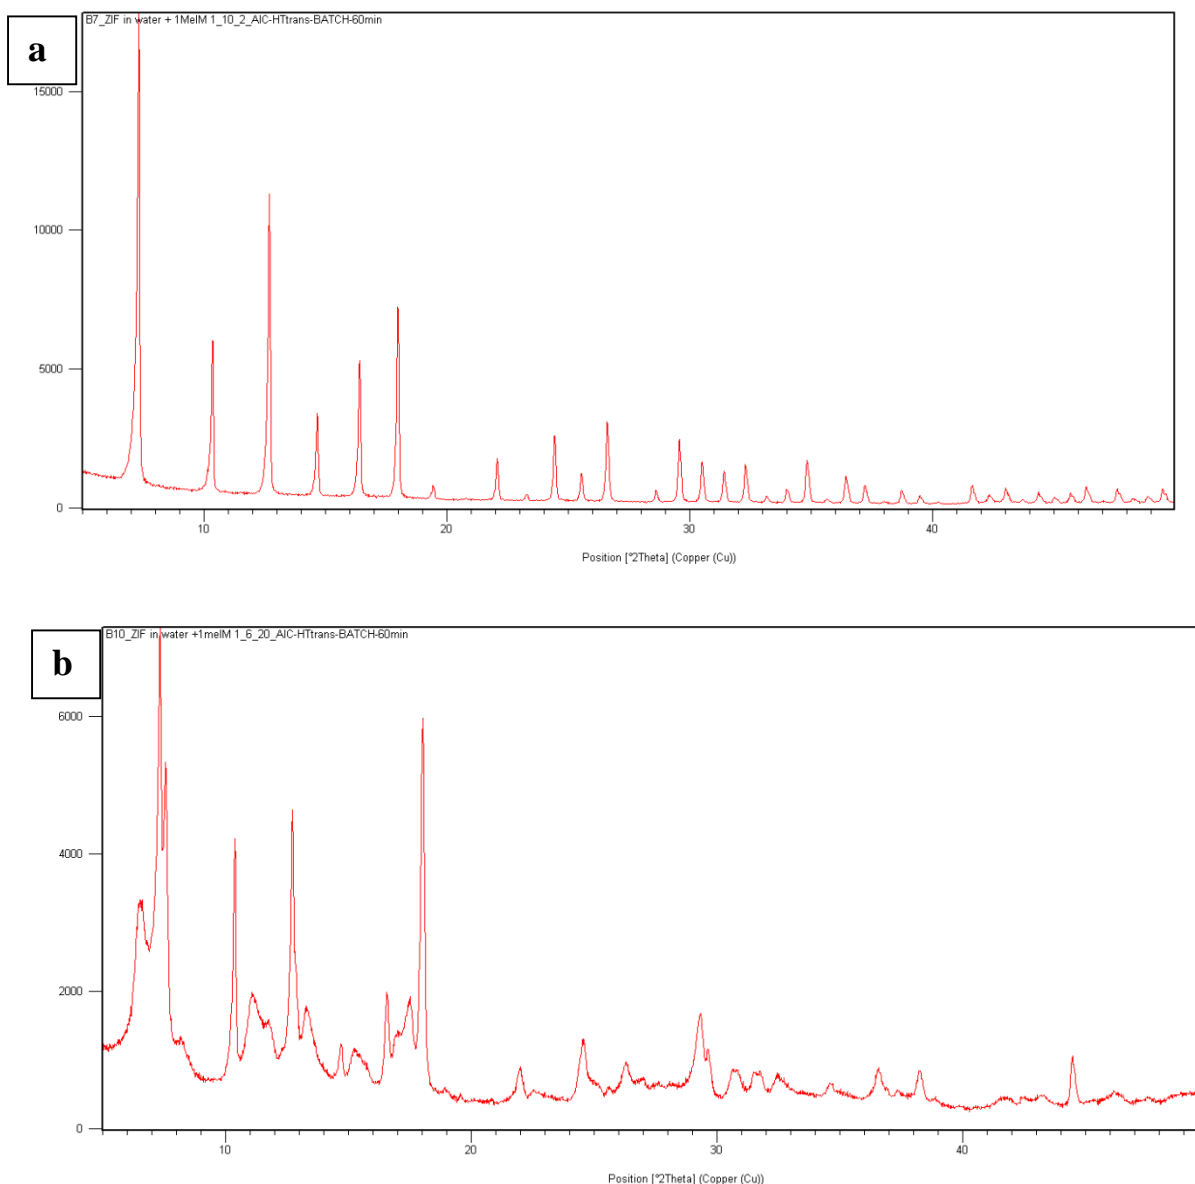 a
B7_ZIF in water + 1MeIM 1_10_2_AIC-HTtrans-BATCH-60min
15000
10000
5000
0
10 20 30 40
Position [°2Theta] (Copper (Cu))
b
B10_ZIF in water +1meIM 1_6_20_AIC-HTtrans-BATCH-60min
6000
4000
2000
0
10 20 30 40
Position [°2Theta] (Copper (Cu))